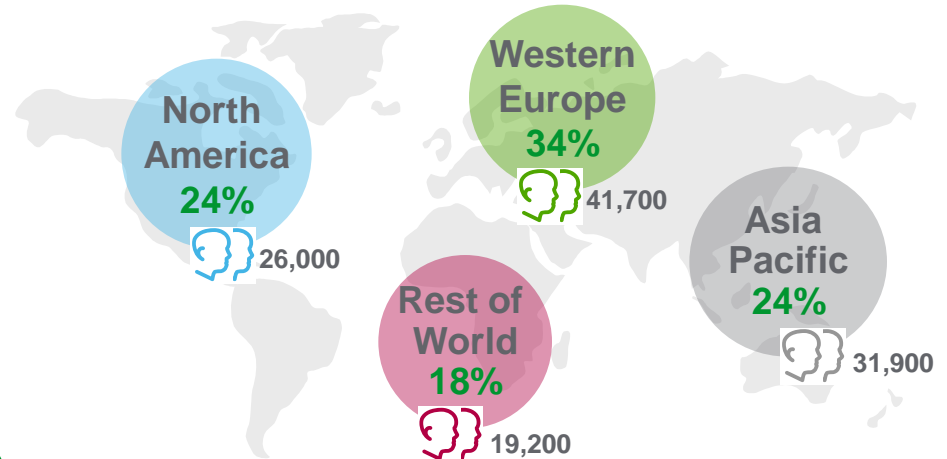 North
America
24%
26,000
Western
Europe
34%
41,700
Asia
Pacific
24%
31,900
Rest of
World
18%
19,200